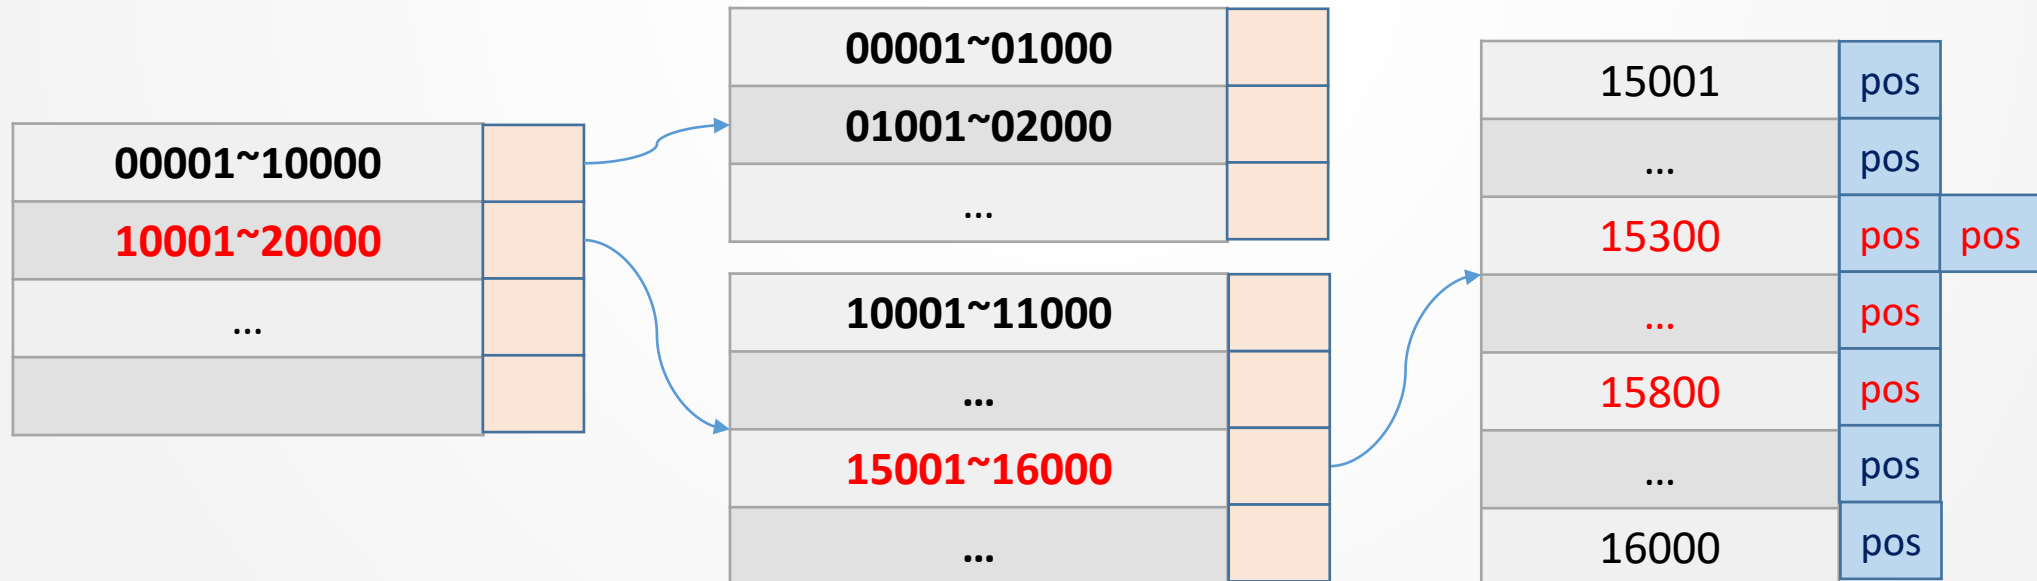 00001~10000
10001~20000
...
00001~01000
01001~02000
...
10001~11000
...
15001~16000
...
15001 pos
... pos
15300 pos pos
... pos
15800 pos
... pos
16000 pos